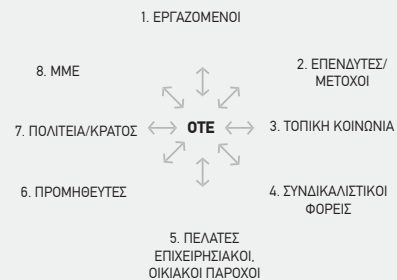 1. ΕΡΓΑΖΟΜΕΝΟΙ
2. ΕΠΕΝΔΥΤΕΣ/
ΜΕΤΟΧΟΙ
3. ΤΟΠΙΚΗ ΚΟΙΝΩΝΙΑ
4. ΣΥΝΔΙΚΑΛΙΣΤΙΚΟΙ
ΦΟΡΕΙΣ
5. ΠΕΛΑΤΕΣ
ΕΠΙΧΕΙΡΗΣΙΑΚΟΙ,
ΟΙΚΙΑΚΟΙ ΠΑΡΟΧΟΙ
6. ΠΡΟΜΗΘΕΥΤΕΣ
7. ΠΟΛΙΤΕΙΑ/ΚΡΑΤΟΣ
8. ΜΜΕ
ΟΤΕ